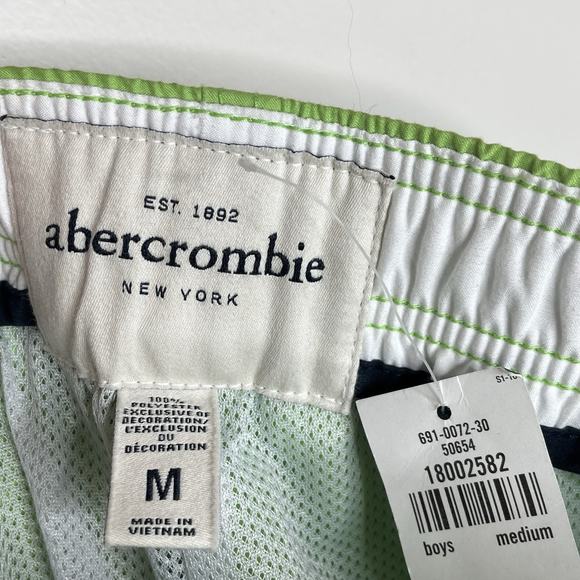 EST. 1892
abercrombie
NEW YORK
100%
POLYESTER
EXCLUSIVE OF
DECORATION/
L'EXCLUSION
DU
DÉCORATION
M
MADE IN
VIETNAM
691-0072-30
50654
18002582
boys medium